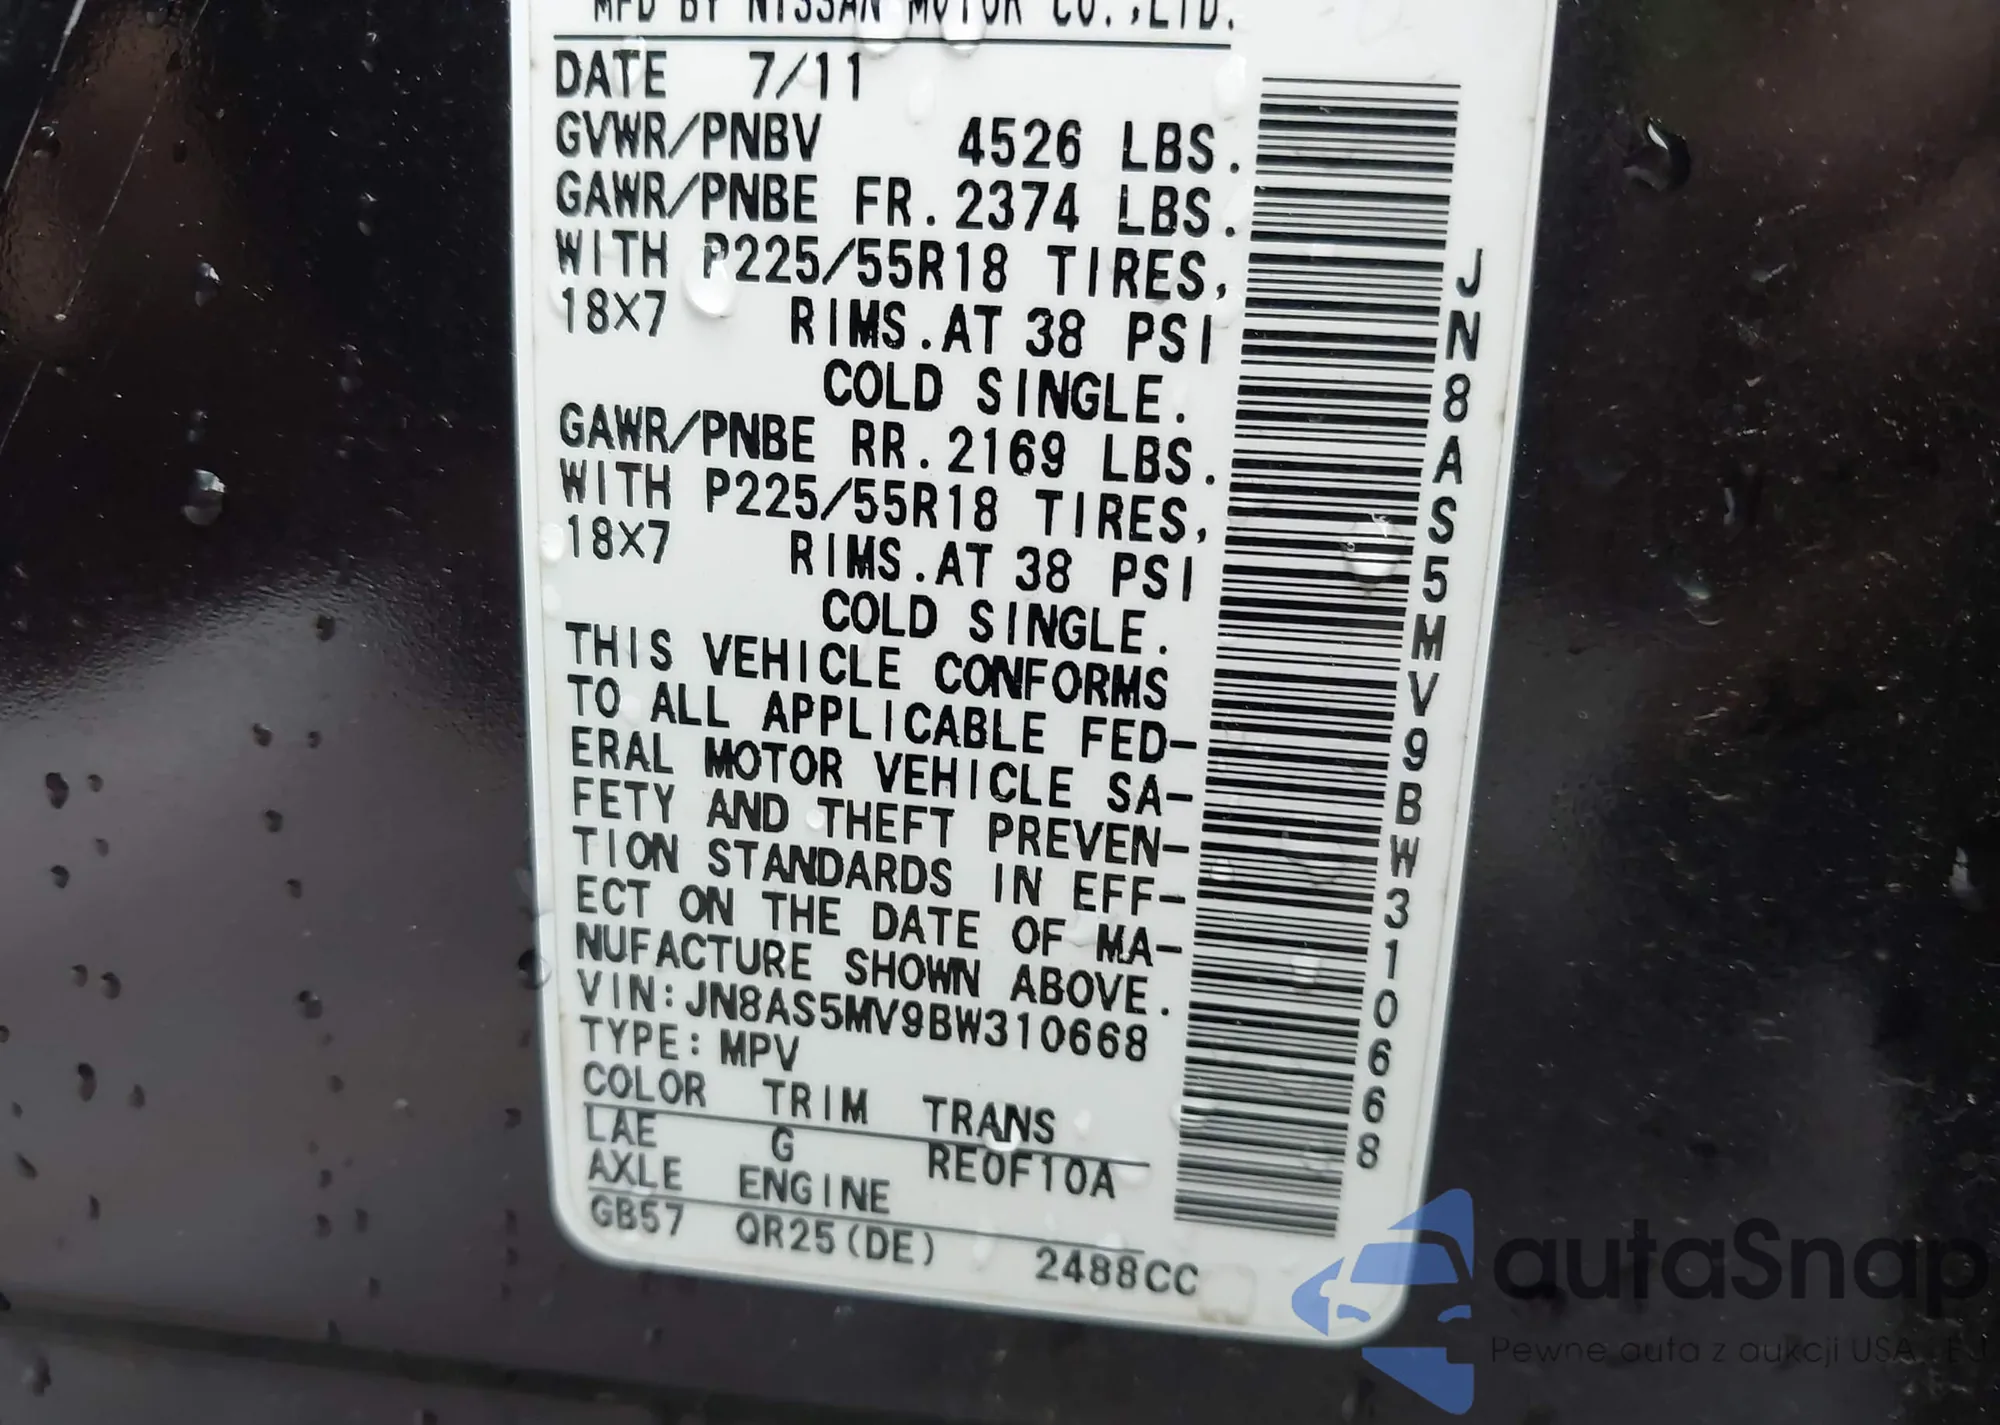 MFD BY NISSAN MOTOR CO.,LTD.
DATE 7/11
GVWR/PNBV 4526 LBS.
GAWR/PNBE FR.2374 LBS.
WITH P225/55R18 TIRES,
18X7 RIMS.AT 38 PSI
COLD SINGLE.
GAWR/PNBE RR.2169 LBS.
WITH P225/55R18 TIRES,
18X7 RIMS.AT 38 PSI
COLD SINGLE.
THIS VEHICLE CONFORMS
TO ALL APPLICABLE FED-
ERAL MOTOR VEHICLE SA-
FETY AND THEFT PREVEN-
TION STANDARDS IN EFF-
ECT ON THE DATE OF MA-
NUFACTURE SHOWN ABOVE.
VIN:JN8AS5MV9BW310668
TYPE:MPV
COLOR TRIM TRANS
LAE G RE0F10A
AXLE ENGINE
GB57 QR25(DE) 2488CC
JN8AS5MV9BW310668
autaSnap
Pewne auta z aukcji USA i EU